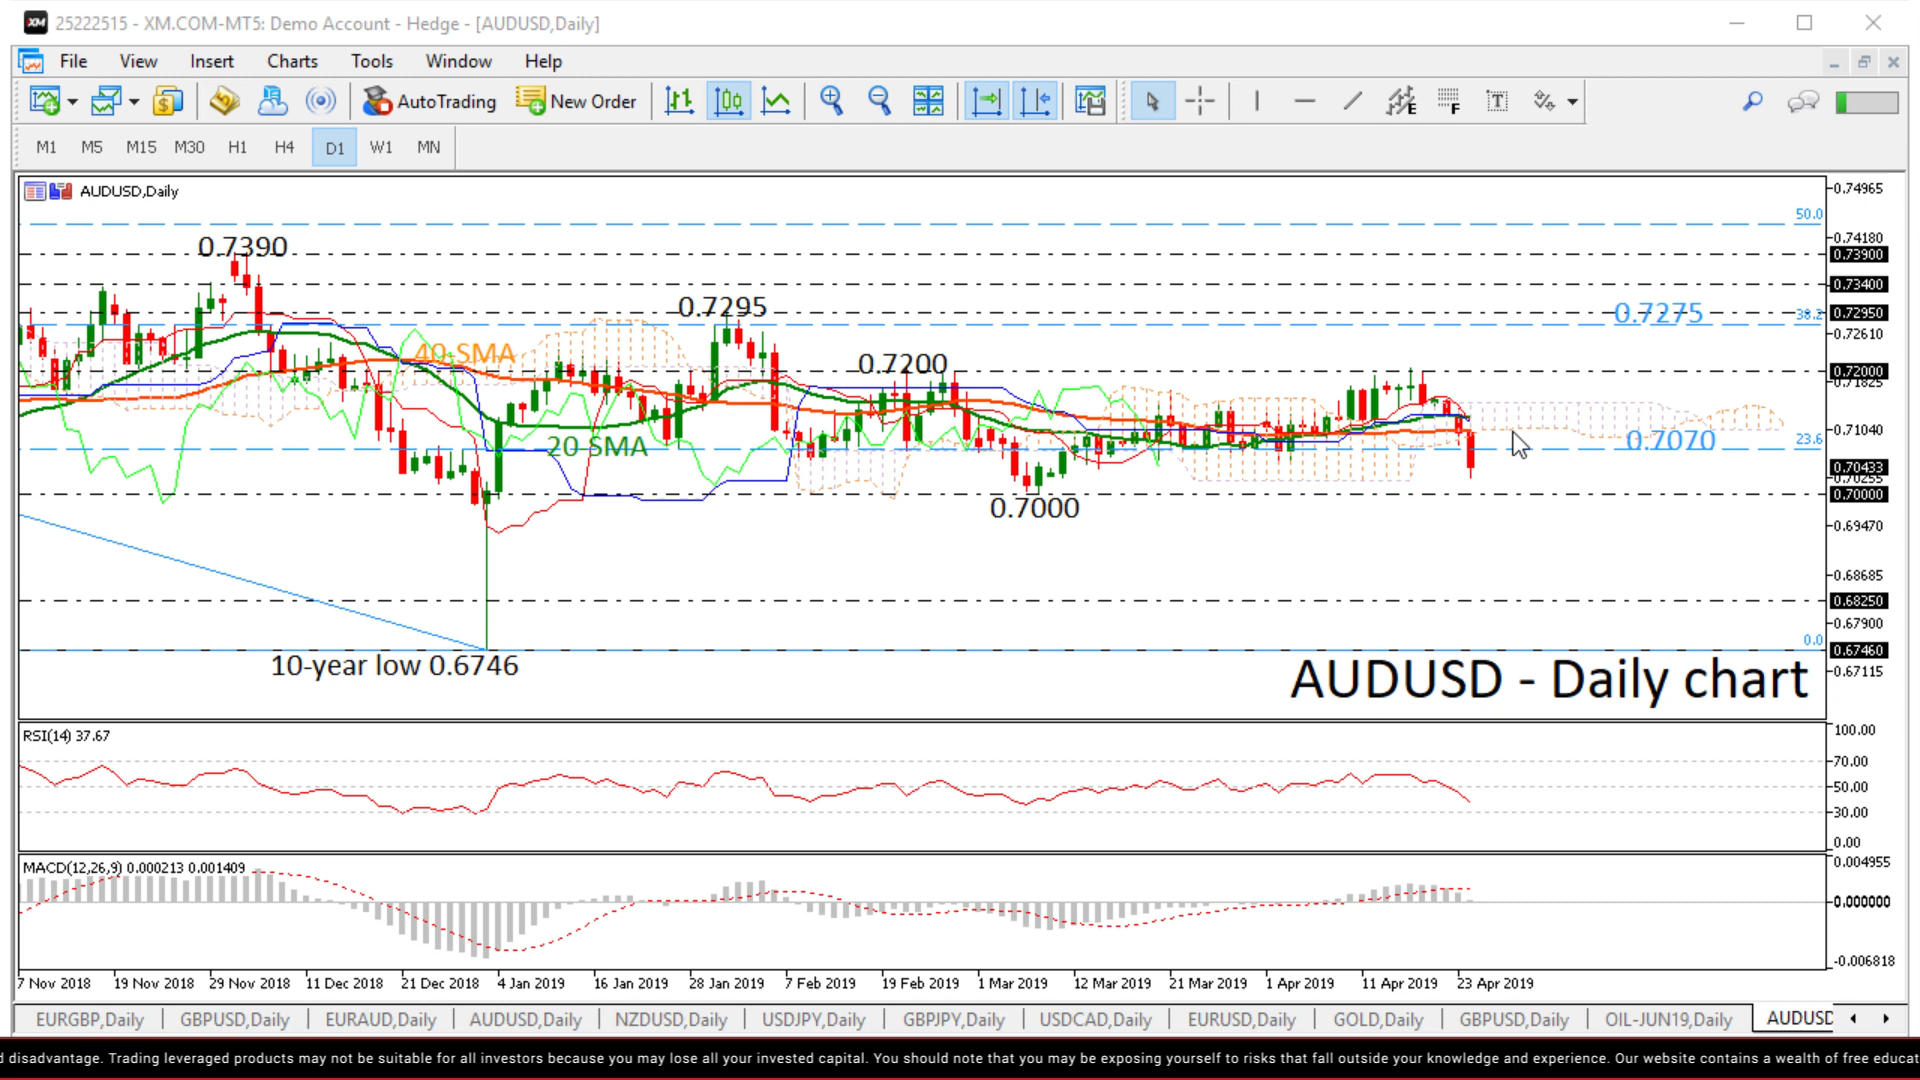 25222515 - XM.COM-MT5: Demo Account - Hedge - [AUDUSD,Daily]
File View Insert Charts Tools Window Help
AutoTrading New Order
M1 M5 M15 M30 H1 H4 D1 W1 MN
AUDUSD,Daily
0.74965
50.0
0.74180
0.7390
0.73900
0.73400
0.7295
0.7275
38.2
0.72950
0.72610
40-SMA
0.7200
0.72000
0.71825
20-SMA
0.7070
23.6
0.71040
0.70433
0.70255
0.7000
0.70000
0.69470
0.68685
0.68250
0.67900
0.0
0.67460
10-year low 0.6746
AUDUSD - Daily chart
0.67115
RSI(14) 37.67
100.00
70.00
50.00
30.00
0.00
MACD(12,26,9) 0.000213 0.001409
0.004955
0.000000
-0.006818
7 Nov 2018 19 Nov 2018 29 Nov 2018 11 Dec 2018 21 Dec 2018 4 Jan 2019 16 Jan 2019 28 Jan 2019 7 Feb 2019 19 Feb 2019 1 Mar 2019 12 Mar 2019 21 Mar 2019 1 Apr 2019 11 Apr 2019 23 Apr 2019
EURGBP,Daily GBPUSD,Daily EURAUD,Daily AUDUSD,Daily NZDUSD,Daily USDJPY,Daily GBPJPY,Daily USDCAD,Daily EURUSD,Daily GOLD,Daily GBPUSD,Daily OIL-JUN19,Daily AUDUSD
d disadvantage. Trading leveraged products may not be suitable for all investors because you may lose all your invested capital. You should note that you may be exposing yourself to risks that fall outside your knowledge and experience. Our website contains a wealth of free educat